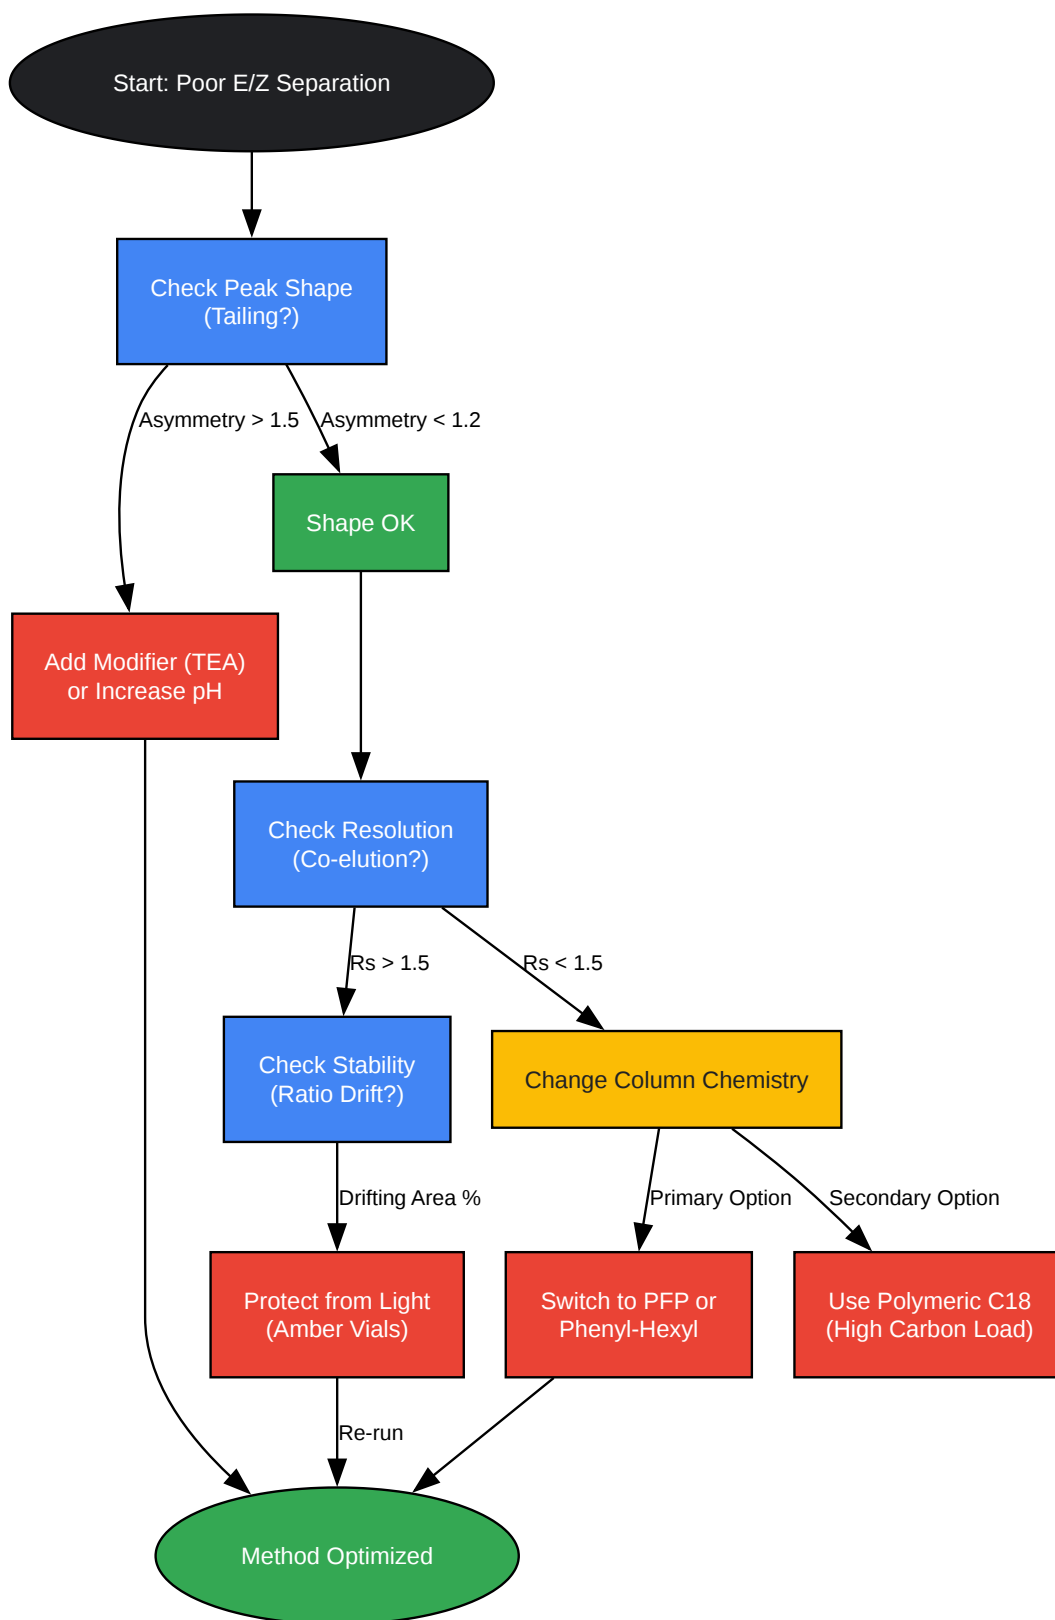 Start: Poor E/Z Separation
Check Peak Shape
(Tailing?)
Asymmetry > 1.5
Asymmetry < 1.2
Shape OK
Add Modifier (TEA)
or Increase pH
Check Resolution
(Co-elution?)
Rs > 1.5
Rs < 1.5
Check Stability
(Ratio Drift?)
Change Column Chemistry
Drifting Area %
Primary Option
Secondary Option
Protect from Light
(Amber Vials)
Switch to PFP or
Phenyl-Hexyl
Use Polymeric C18
(High Carbon Load)
Re-run
Method Optimized